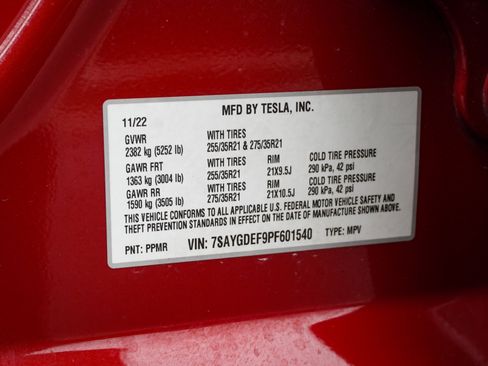 MFD BY TESLA, INC.
11/22
GVWR WITH TIRES
2382 kg (5252 lb) 255/35R21 & 275/35R21
GAWR FRT WITH TIRES RIM COLD TIRE PRESSURE
1363 kg (3004 lb) 255/35R21 21X9.5J 290 kPa, 42 psi
GAWR RR WITH TIRES RIM COLD TIRE PRESSURE
1590 kg (3505 lb) 275/35R21 21X10.5J 290 kPa, 42 psi
THIS VEHICLE CONFORMS TO ALL APPLICABLE U.S. FEDERAL MOTOR VEHICLE SAFETY AND
THEFT PREVENTION STANDARDS IN EFFECT ON THE DATE OF MANUFACTURE SHOWN ABOVE.
PNT: PPMR VIN: 7SAYGDEF9PF601540 TYPE: MPV